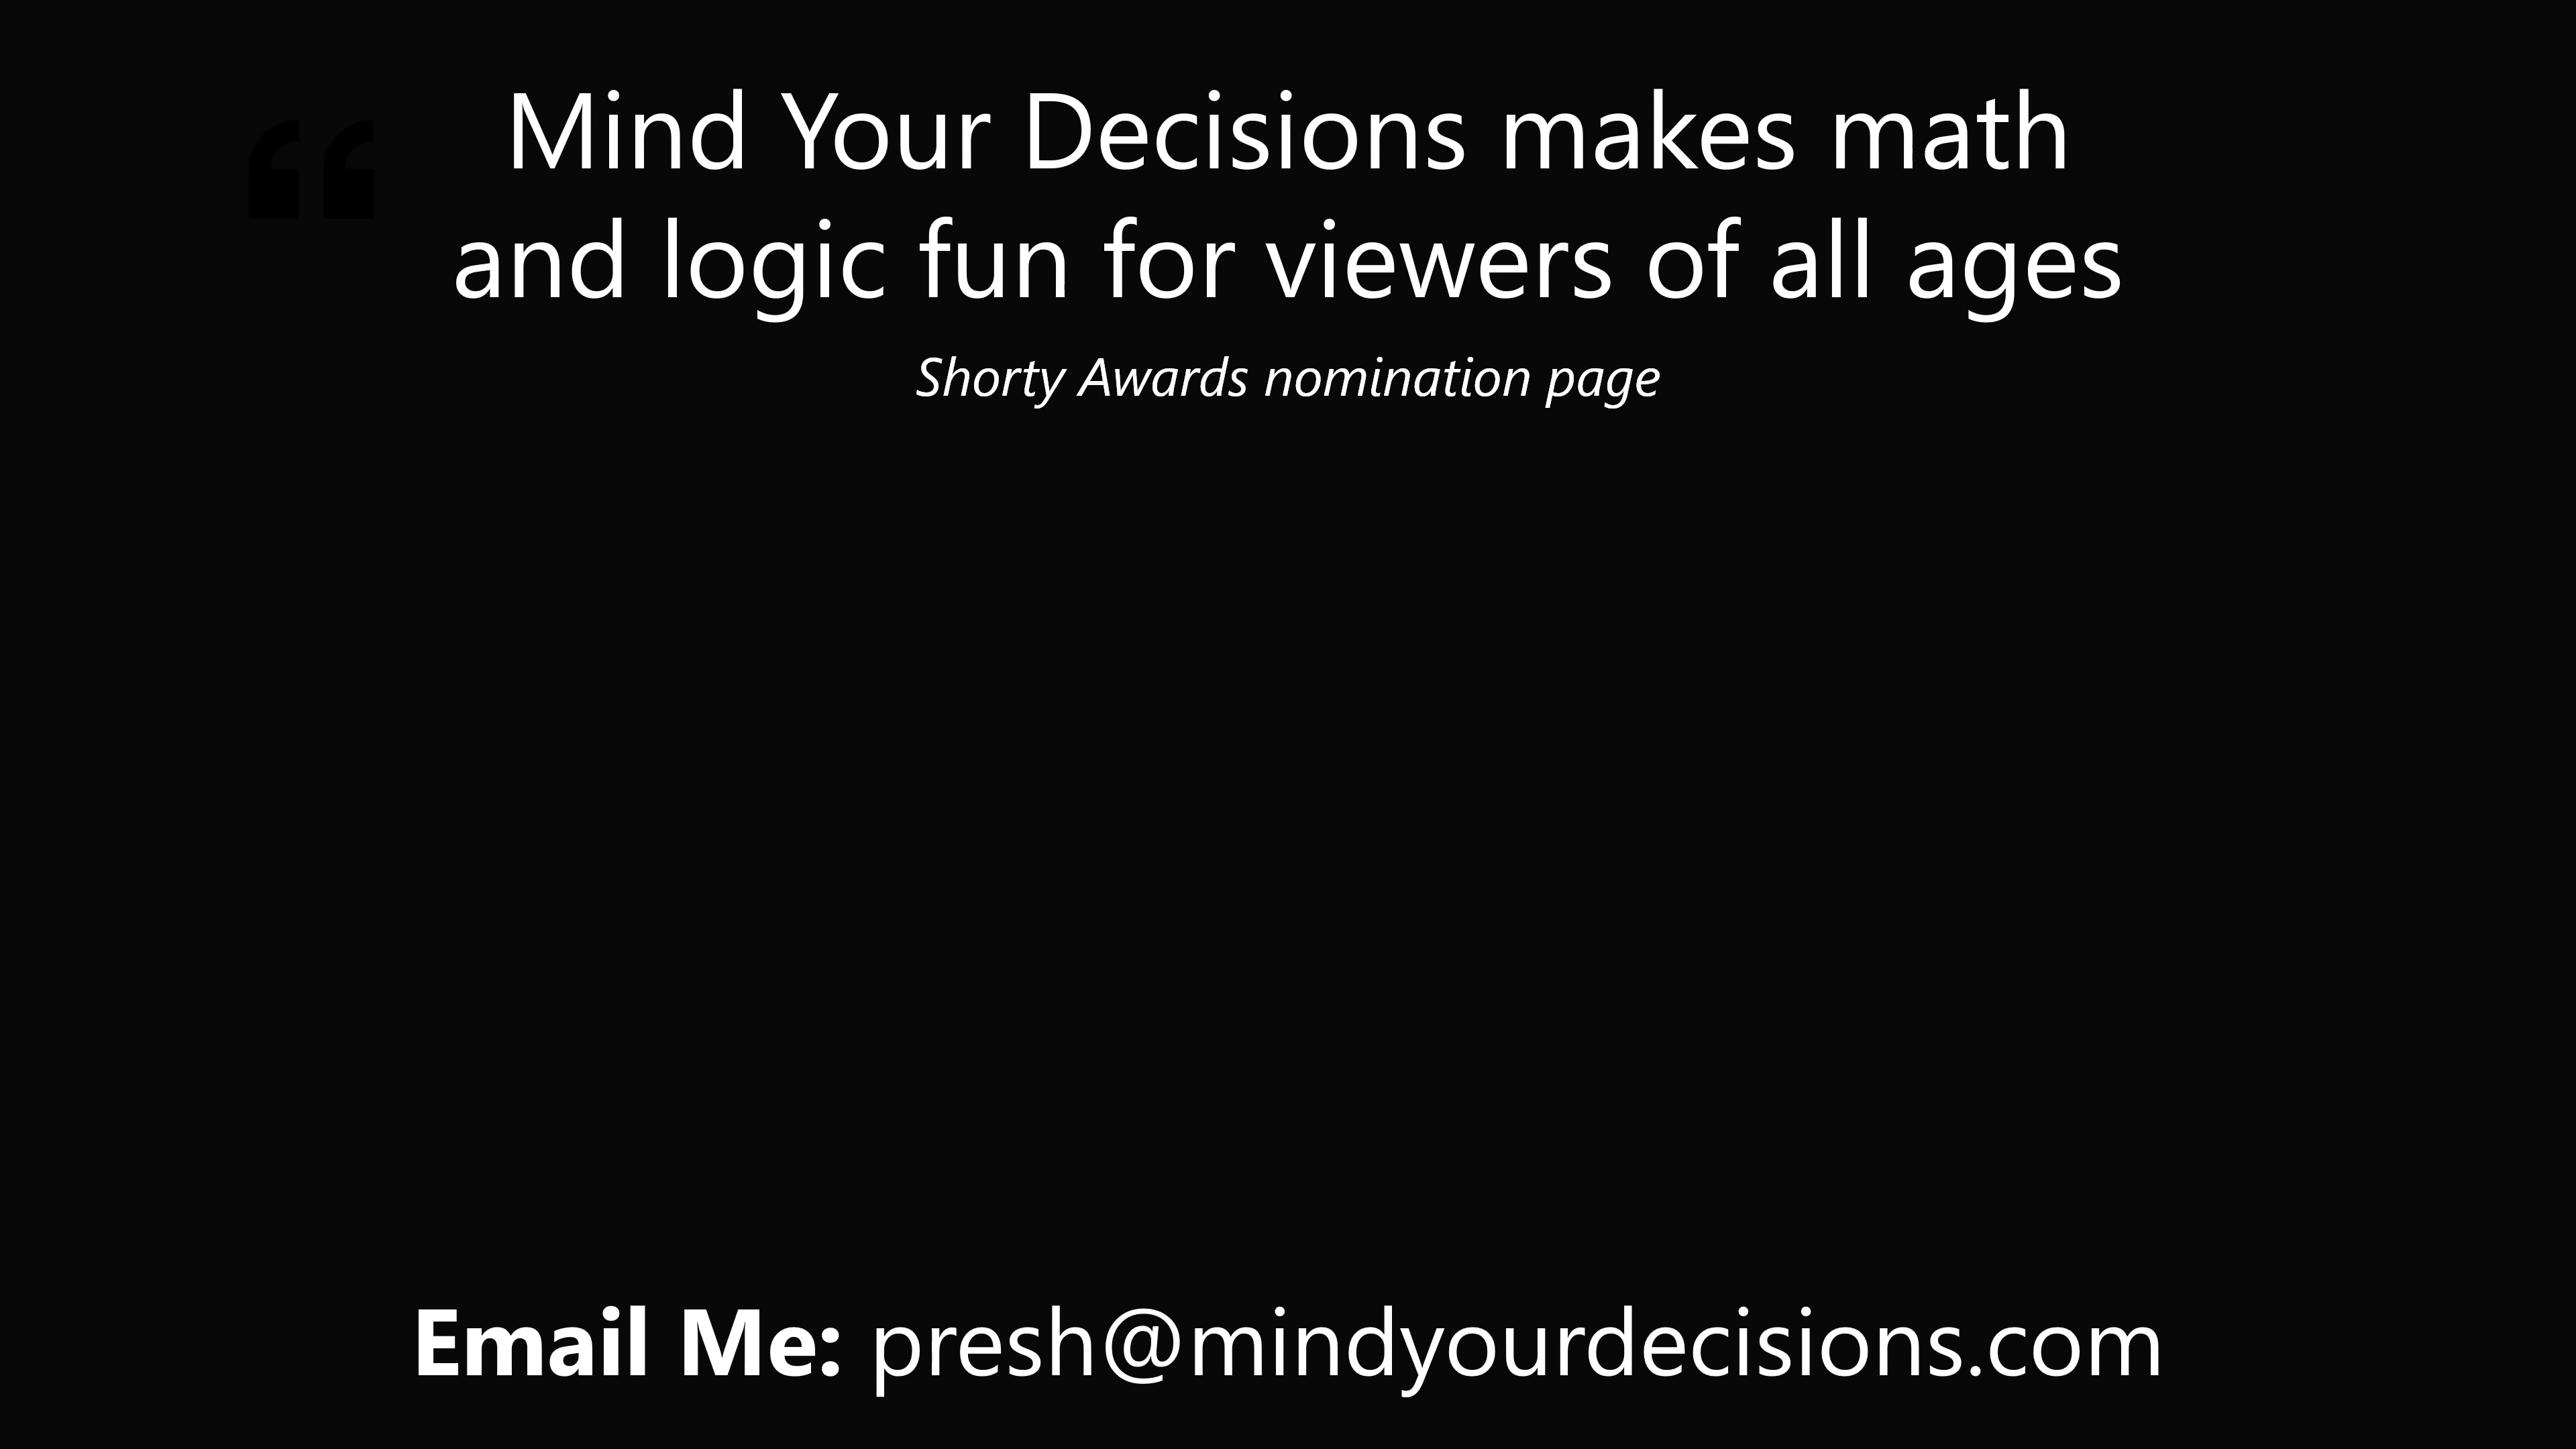 “
Mind Your Decisions makes math
and logic fun for viewers of all ages
Shorty Awards nomination page
Email Me: presh@mindyourdecisions.com